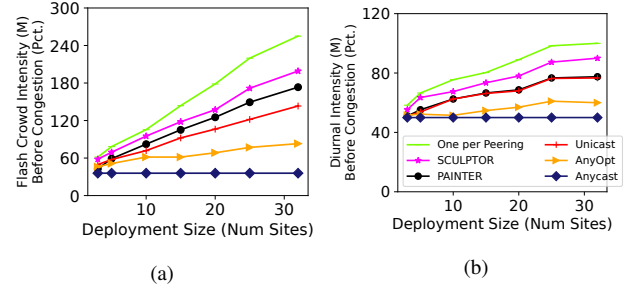 Flash Crowd Intensity (M)
Before Congestion (Pct.)
300
240
180
120
60
0
10
20
30
Deployment Size (Num Sites)
(a)
Diurnal Intensity (M)
Before Congestion (Pct.)
120
80
40
0
One per Peering
SCULPTOR
PAINTER
Unicast
AnyOpt
Anycast
10
20
30
Deployment Size (Num Sites)
(b)